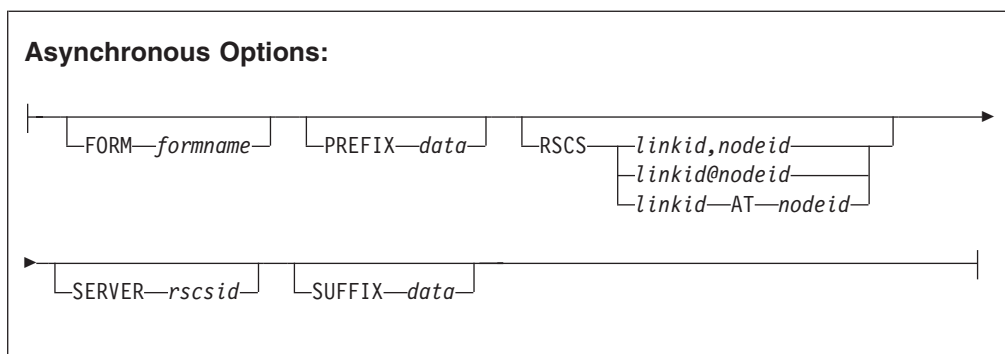 Asynchronous Options:
FORM formname PREFIX data RSCS linkid,nodeid
linkid@nodeid
linkid AT nodeid
SERVER rscsid SUFFIX data